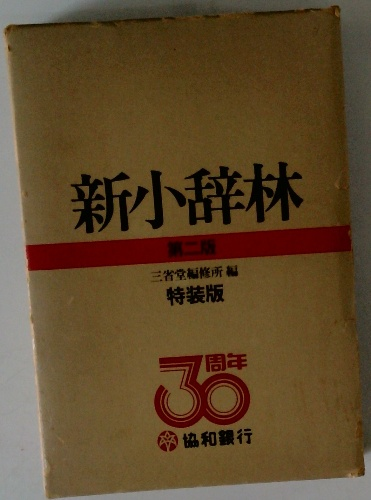 新小辞林
第二版
三省堂編修所 編
特装版
30周年
協和銀行